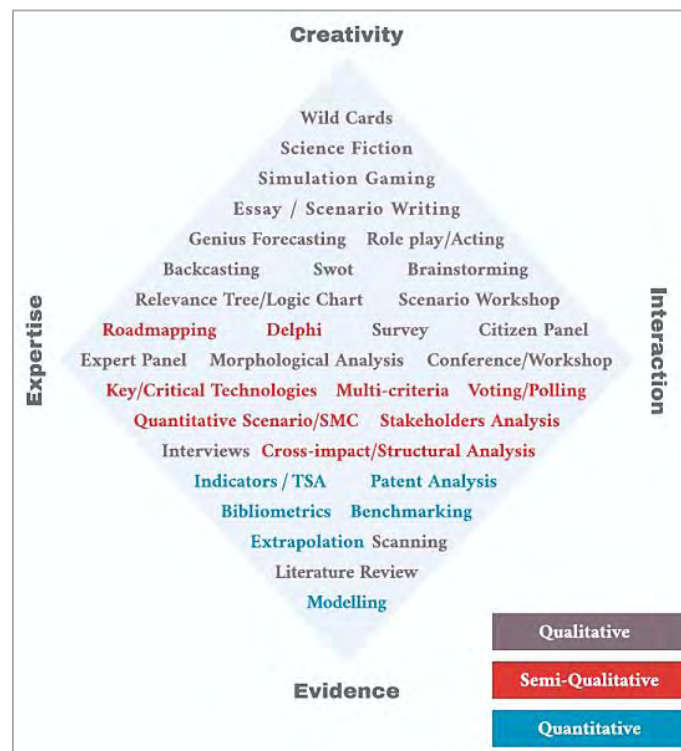 Creativity
Wild Cards
Science Fiction
Simulation Gaming
Essay / Scenario Writing
Genius Forecasting Role play/Acting
Backcasting Swot Brainstorming
Relevance Tree/Logic Chart Scenario Workshop
Roadmapping Delphi Survey Citizen Panel
Expertise
Interaction
Expert Panel Morphological Analysis Conference/Workshop
Key/Critical Technologies Multi-criteria Voting/Polling
Quantitative Scenario/SMC Stakeholders Analysis
Interviews Cross-impact/Structural Analysis
Indicators / TSA Patent Analysis
Bibliometrics Benchmarking
Extrapolation Scanning
Literature Review
Modelling
Evidence
Qualitative
Semi-Qualitative
Quantitative